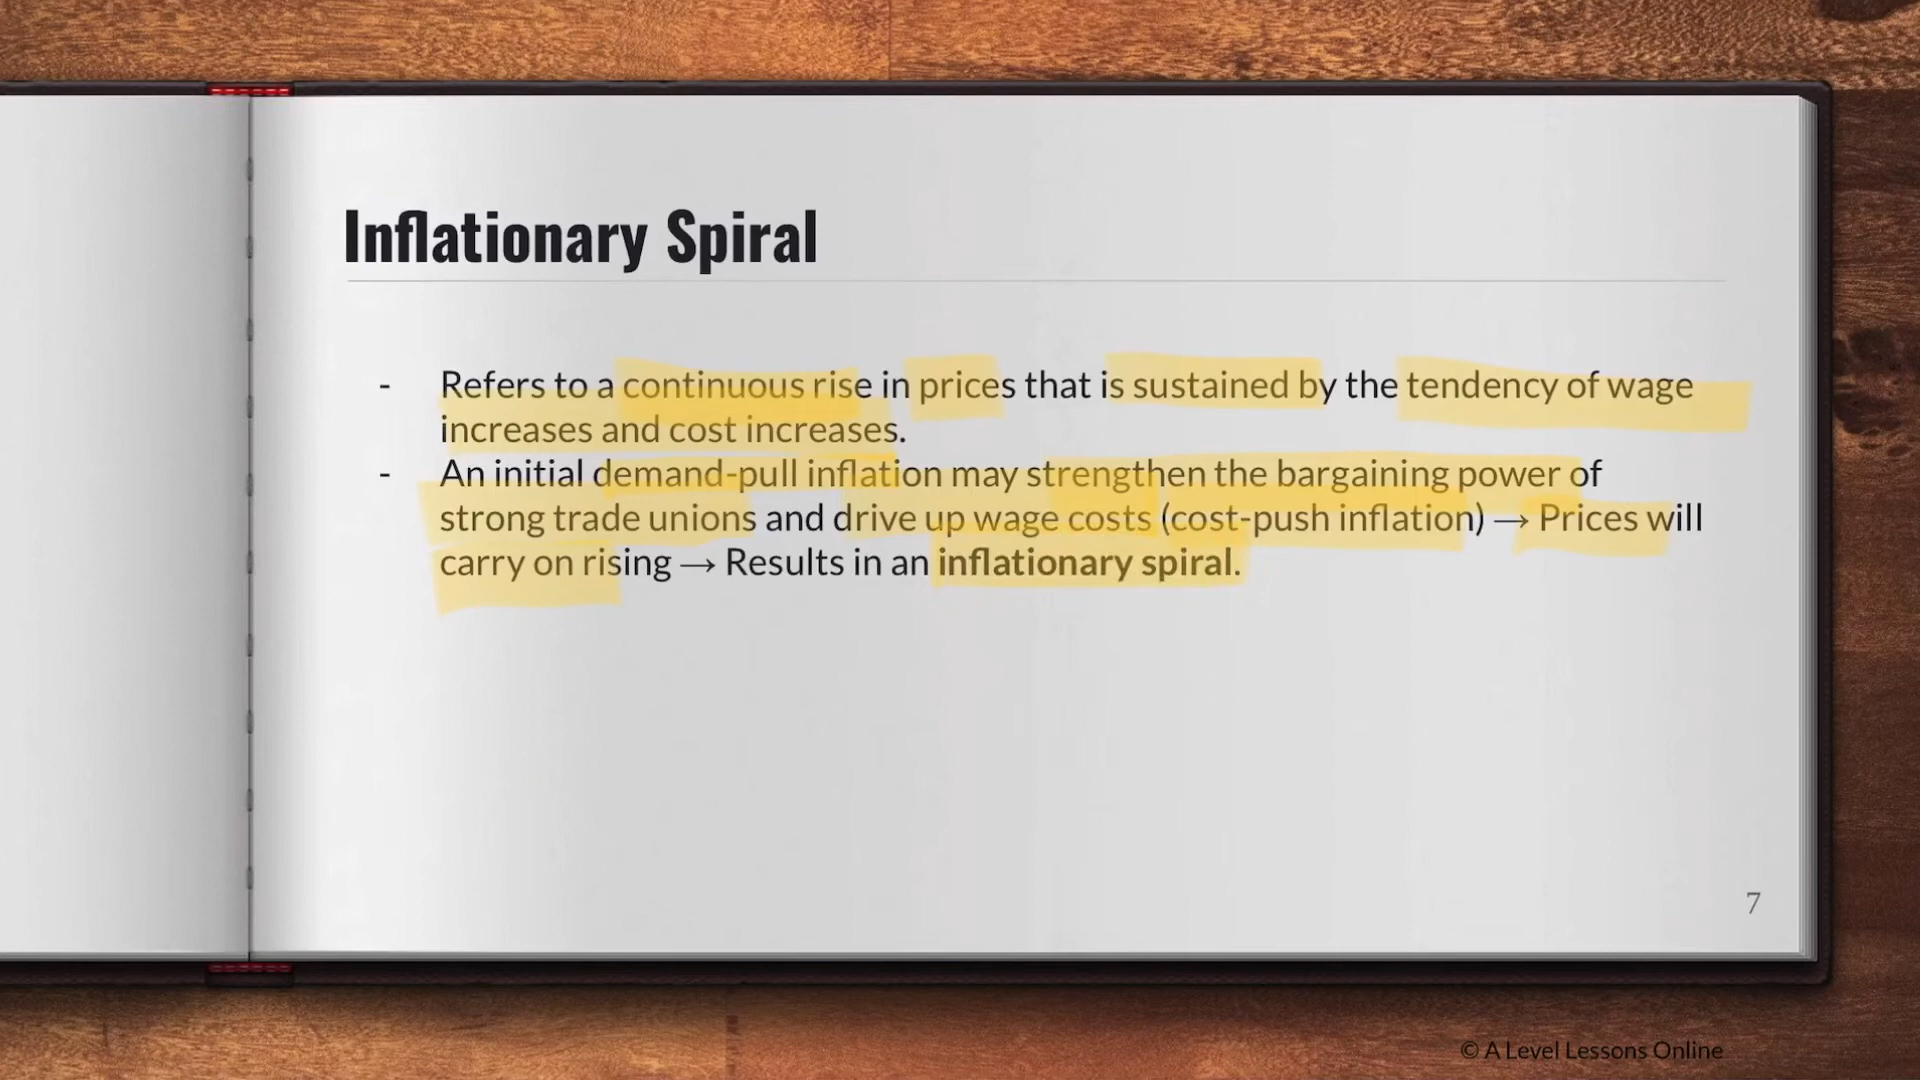 Inflationary Spiral
- Refers to a continuous rise in prices that is sustained by the tendency of wage
increases and cost increases.
- An initial demand-pull inflation may strengthen the bargaining power of
strong trade unions and drive up wage costs (cost-push inflation) → Prices will
carry on rising → Results in an inflationary spiral.
7
© A Level Lessons Online